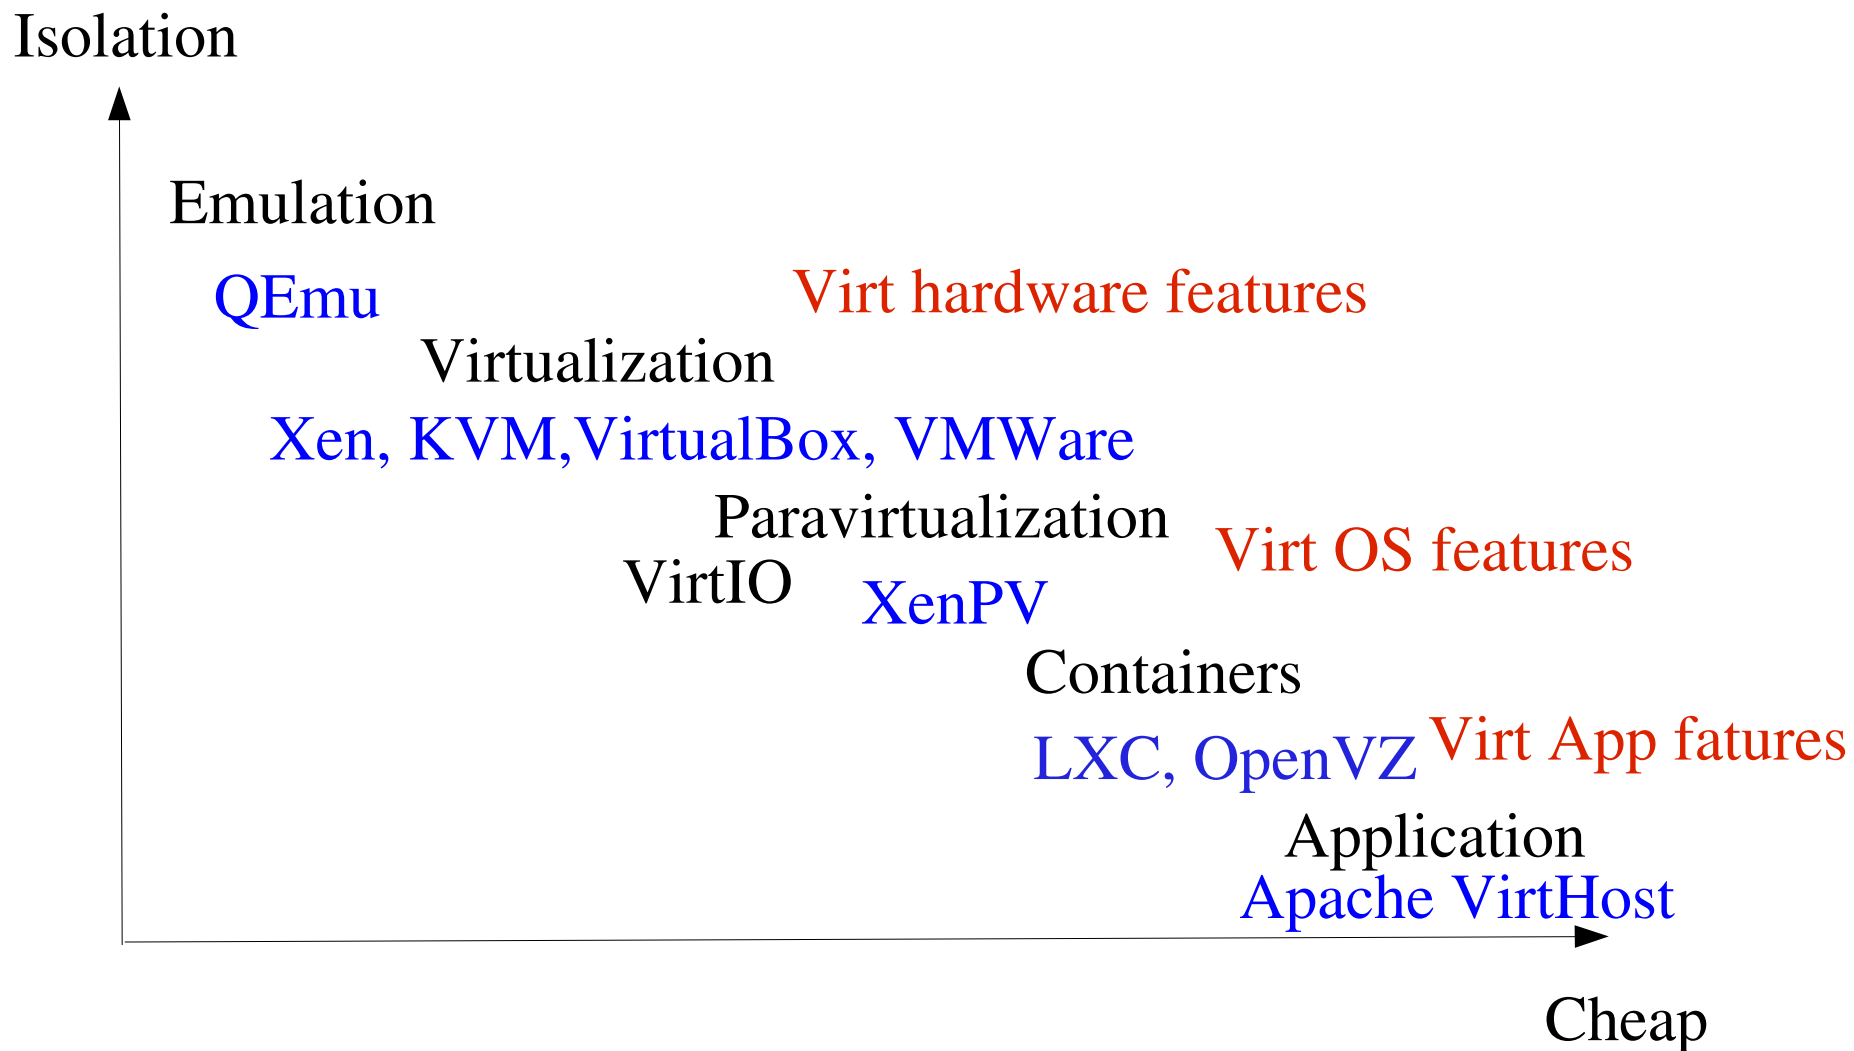 Isolation
Emulation
QEmu
Virt hardware features
Virtualization
Xen, KVM,VirtualBox, VMWare
Paravirtualization
Virt OS features
VirtIO
XenPV
Containers
LXC, OpenVZ
Virt App fatures
Application
Apache VirtHost
Cheap